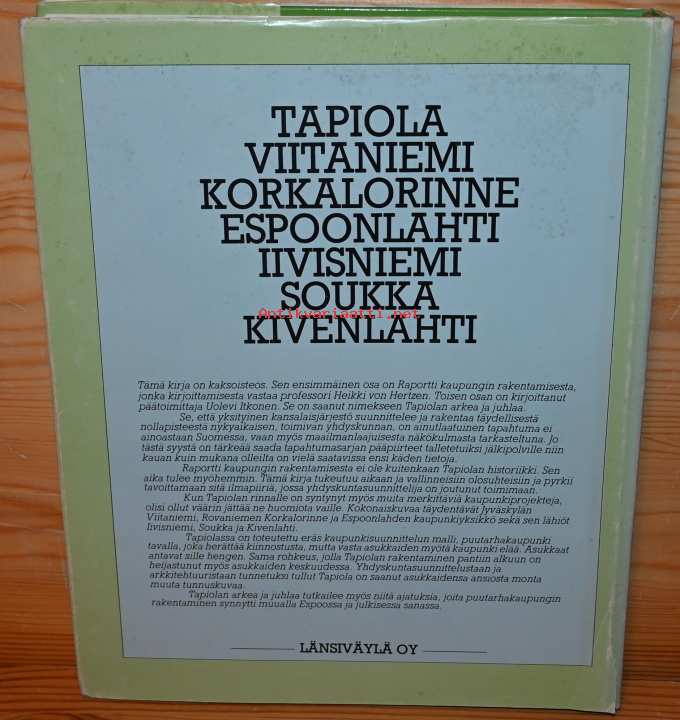 TAPIOLA
VIITANIEMI
KORKALORINNE
ESPOONLAHTI
IIVISNIEMI
SOUKKA
Antikvariaatti.net
KIVENLAHTI
Tämä kirja on kaksoisteos. Sen ensimmäinen osa on Raportti kaupungin rakentamisesta,
jonka kirjoittamisesta vastaa professori Heikki von Hertzen. Toisen osan on kirjoittanut
päätoimittaja Uolevi Itkonen. Se on saanut nimekseen Tapiolan arkea ja juhlaa.
Se, että yksityinen kansalaisjärjestö suunnittelee ja rakentaa täydellisestä
nollapisteestä nykyaikaisen, toimivan yhdyskunnan, on ainutlaatuinen tapahtuma ei
ainoastaan Suomessa, vaan myös maailmanlaajuisesta näkökulmasta tarkasteltuna. Jo
tästä syystä on tärkeää saada tapahtumasarjan pääpiirteet talletetuiksi jälkipolville niin
kauan kuin mukana olleilta on vielä saatavissa ensi käden tietoja.
Raportti kaupungin rakentamisesta ei ole kuitenkaan Tapiolan historiikki. Sen
aika tulee myöhemmin. Tämä kirja tukeutuu aikaan ja vallinneisiin olosuhteisiin ja pyrkii
tavoittamaan sitä ilmapiiriä, jossa yhdyskuntasuunnittelija on joutunut toimimaan.
Kun Tapiolan rinnalle on syntynyt myös muita merkittäviä kaupunkiprojekteja,
olisi ollut väärin jättää ne huomiota vaille. Kokonaiskuvaa täydentävät Jyväskylän
Viitaniemi, Rovaniemen Korkalorinne ja Espoonlahden kaupunkiyksikkö sekä sen lähiöt
Iivisniemi, Soukka ja Kivenlahti.
Tapiolassa on toteutettu eräs kaupunkisuunnittelun malli, puutarhakaupunki
tavalla, joka herättää kiinnostusta, mutta vasta asukkaiden myötä kaupunki elää. Asukkaat
antavat sille hengen. Sama rohkeus, jolla Tapiolan rakentaminen pantiin alkuun on
heijastunut myös asukkaiden keskuudessa. Yhdyskuntasuunnittelustaan ja
arkkitehtuuristaan tunnetuksi tullut Tapiola on saanut asukkaidensa ansiosta monta
muuta tunnuskuvaa.
Tapiolan arkea ja juhlaa tutkailee myös niitä ajatuksia, joita puutarhakaupungin
rakentaminen synnytti muualla Espoossa ja julkisessa sanassa.
LÄNSIVÄYLÄ OY